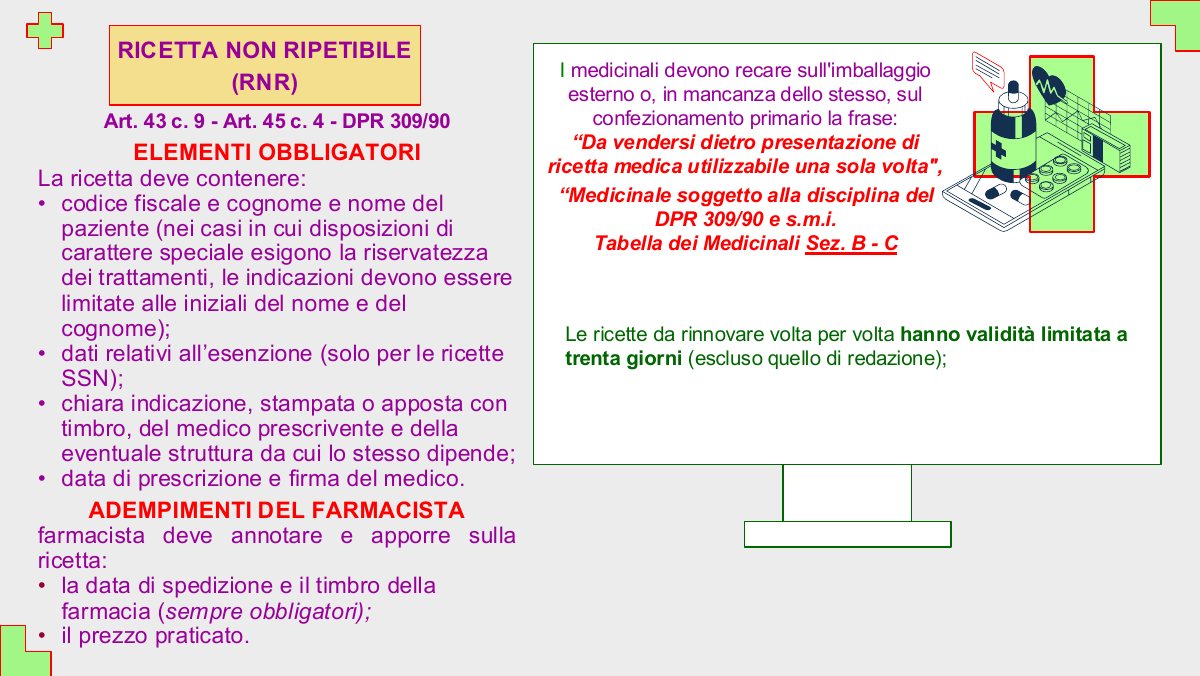 RICETTA NON RIPETIBILE
(RNR)
Art. 43 c. 9 - Art. 45 c. 4 - DPR 309/90
ELEMENTI OBBLIGATORI
La ricetta deve contenere:
• codice fiscale e cognome e nome del
paziente (nei casi in cui disposizioni di
carattere speciale esigono la riservatezza
dei trattamenti, le indicazioni devono essere
limitate alle iniziali del nome e del
cognome);
• dati relativi all’esenzione (solo per le ricette
SSN);
• chiara indicazione, stampata o apposta con
timbro, del medico prescrivente e della
eventuale struttura da cui lo stesso dipende;
• data di prescrizione e firma del medico.
ADEMPIMENTI DEL FARMACISTA
farmacista deve annotare e apporre sulla
ricetta:
• la data di spedizione e il timbro della
farmacia (sempre obbligatori);
• il prezzo praticato.
I medicinali devono recare sull'imballaggio
esterno o, in mancanza dello stesso, sul
confezionamento primario la frase:
“Da vendersi dietro presentazione di
ricetta medica utilizzabile una sola volta",
“Medicinale soggetto alla disciplina del
DPR 309/90 e s.m.i.
Tabella dei Medicinali Sez. B - C
Le ricette da rinnovare volta per volta hanno validità limitata a
trenta giorni (escluso quello di redazione);